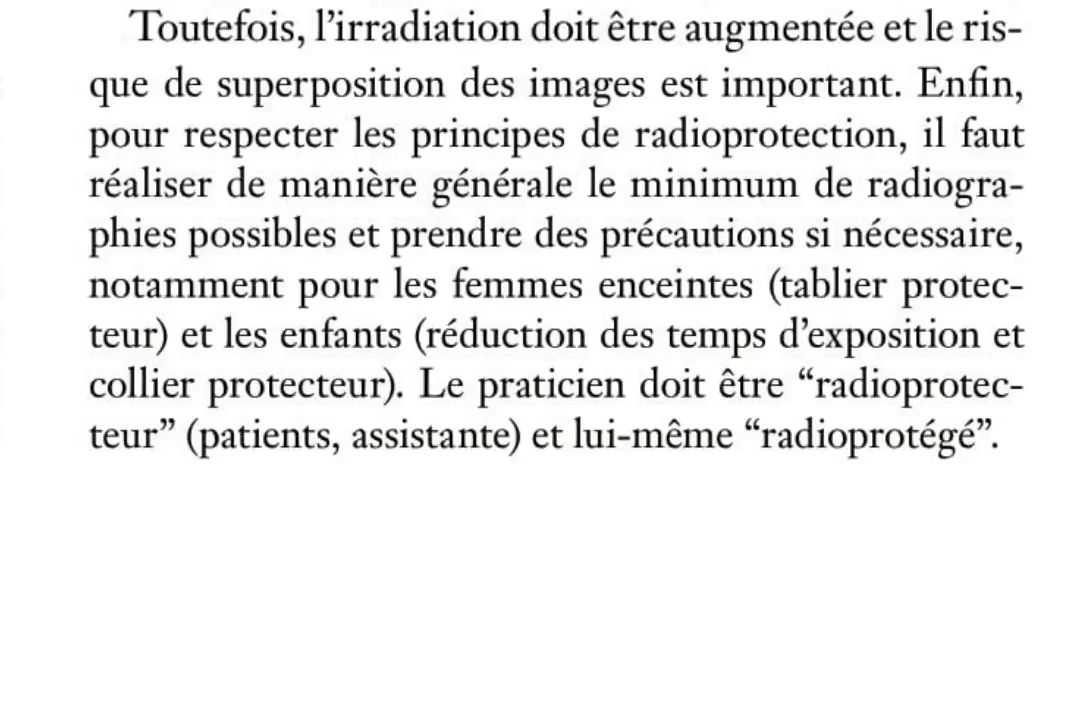 Toutefois, l’irradiation doit être augmentée et le ris-
que de superposition des images est important. Enfin,
pour respecter les principes de radioprotection, il faut
réaliser de manière générale le minimum de radiogra-
phies possibles et prendre des précautions si nécessaire,
notamment pour les femmes enceintes (tablier protec-
teur) et les enfants (réduction des temps d’exposition et
collier protecteur). Le praticien doit être “radioprotec-
teur” (patients, assistante) et lui-même “radioprotégé”.